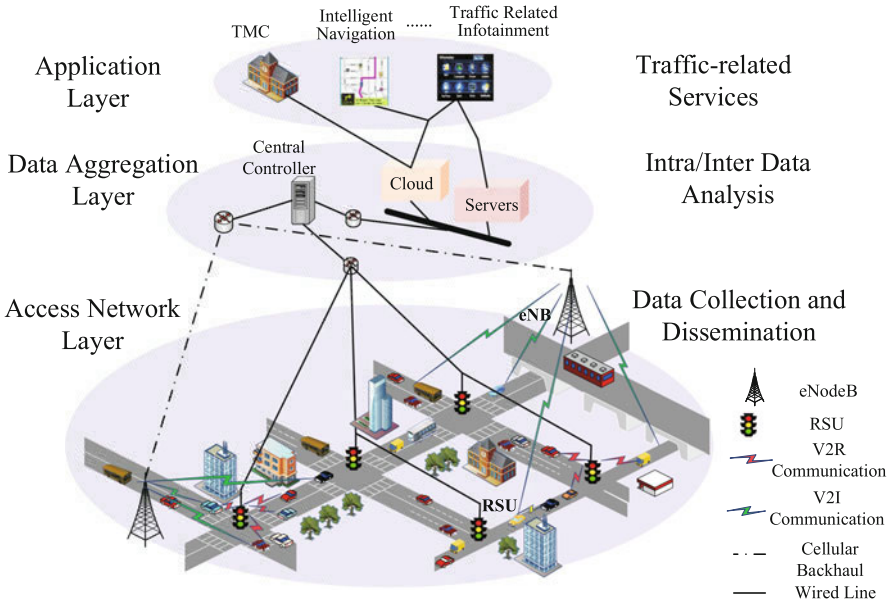 TMC
Intelligent
Navigation
......
Traffic Related
Infotainment
Application
Layer
Traffic-related
Services
Data Aggregation
Layer
Central
Controller
Cloud
Servers
Intra/Inter Data
Analysis
Access Network
Layer
eNB
Data Collection and
Dissemination
RSU
eNodeB
RSU
V2R
Communication
V2I
Communication
Cellular
Backhaul
Wired Line